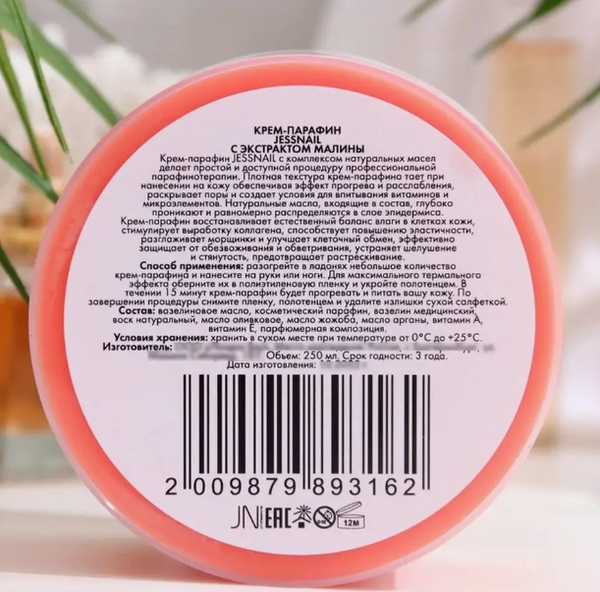 КРЕМ-ПАРАФИН
JESSNAIL
С ЭКСТРАКТОМ МАЛИНЫ
Крем-парафин JESSNAIL с комплексом натуральных масел
делает простой и доступной процедуру профессиональной
парафинотерапии. Плотная текстура крем-парафина тает при
нанесении на кожу обеспечивая эффект прогрева и расслабления,
раскрывает поры и создает условия для впитывания витаминов и
микроэлементов. Натуральные масла, входящие в состав, глубоко
проникают и равномерно распределяются в слое эпидермиса.
Крем-парафин восстанавливает естественный баланс влаги в клетках кожи,
стимулирует выработку коллагена, способствует повышению эластичности,
разглаживает морщинки и улучшает клеточный обмен, эффективно
защищает от обезвоживания и обветривания, устраняет шелушение
и стянутость, предотвращает растрескивание.
Способ применения: разогрейте в ладонях небольшое количество
крем-парафина и нанесите на руки или ноги. Для максимального термального
эффекта оберните их в полиэтиленовую пленку и укройте полотенцем. В
течении 15 минут крем-парафин будет прогревать и питать вашу кожу. По
завершении процедуры снимите пленку, полотенцем и удалите излишки сухой салфеткой.
Состав: вазелиновое масло, косметический парафин, вазелин медицинский,
воск натуральный, масло оливковое, масло жожоба, масло арганы, витамин А,
витамин Е, парфюмерная композиция.
Условия хранения: хранить в сухом месте при температуре от 0°С до +25°С.
Изготовитель:
Объем: 250 мл. Срок годности: 3 года.
Дата изготовления:
2 009879 893162
JN EAC 12M